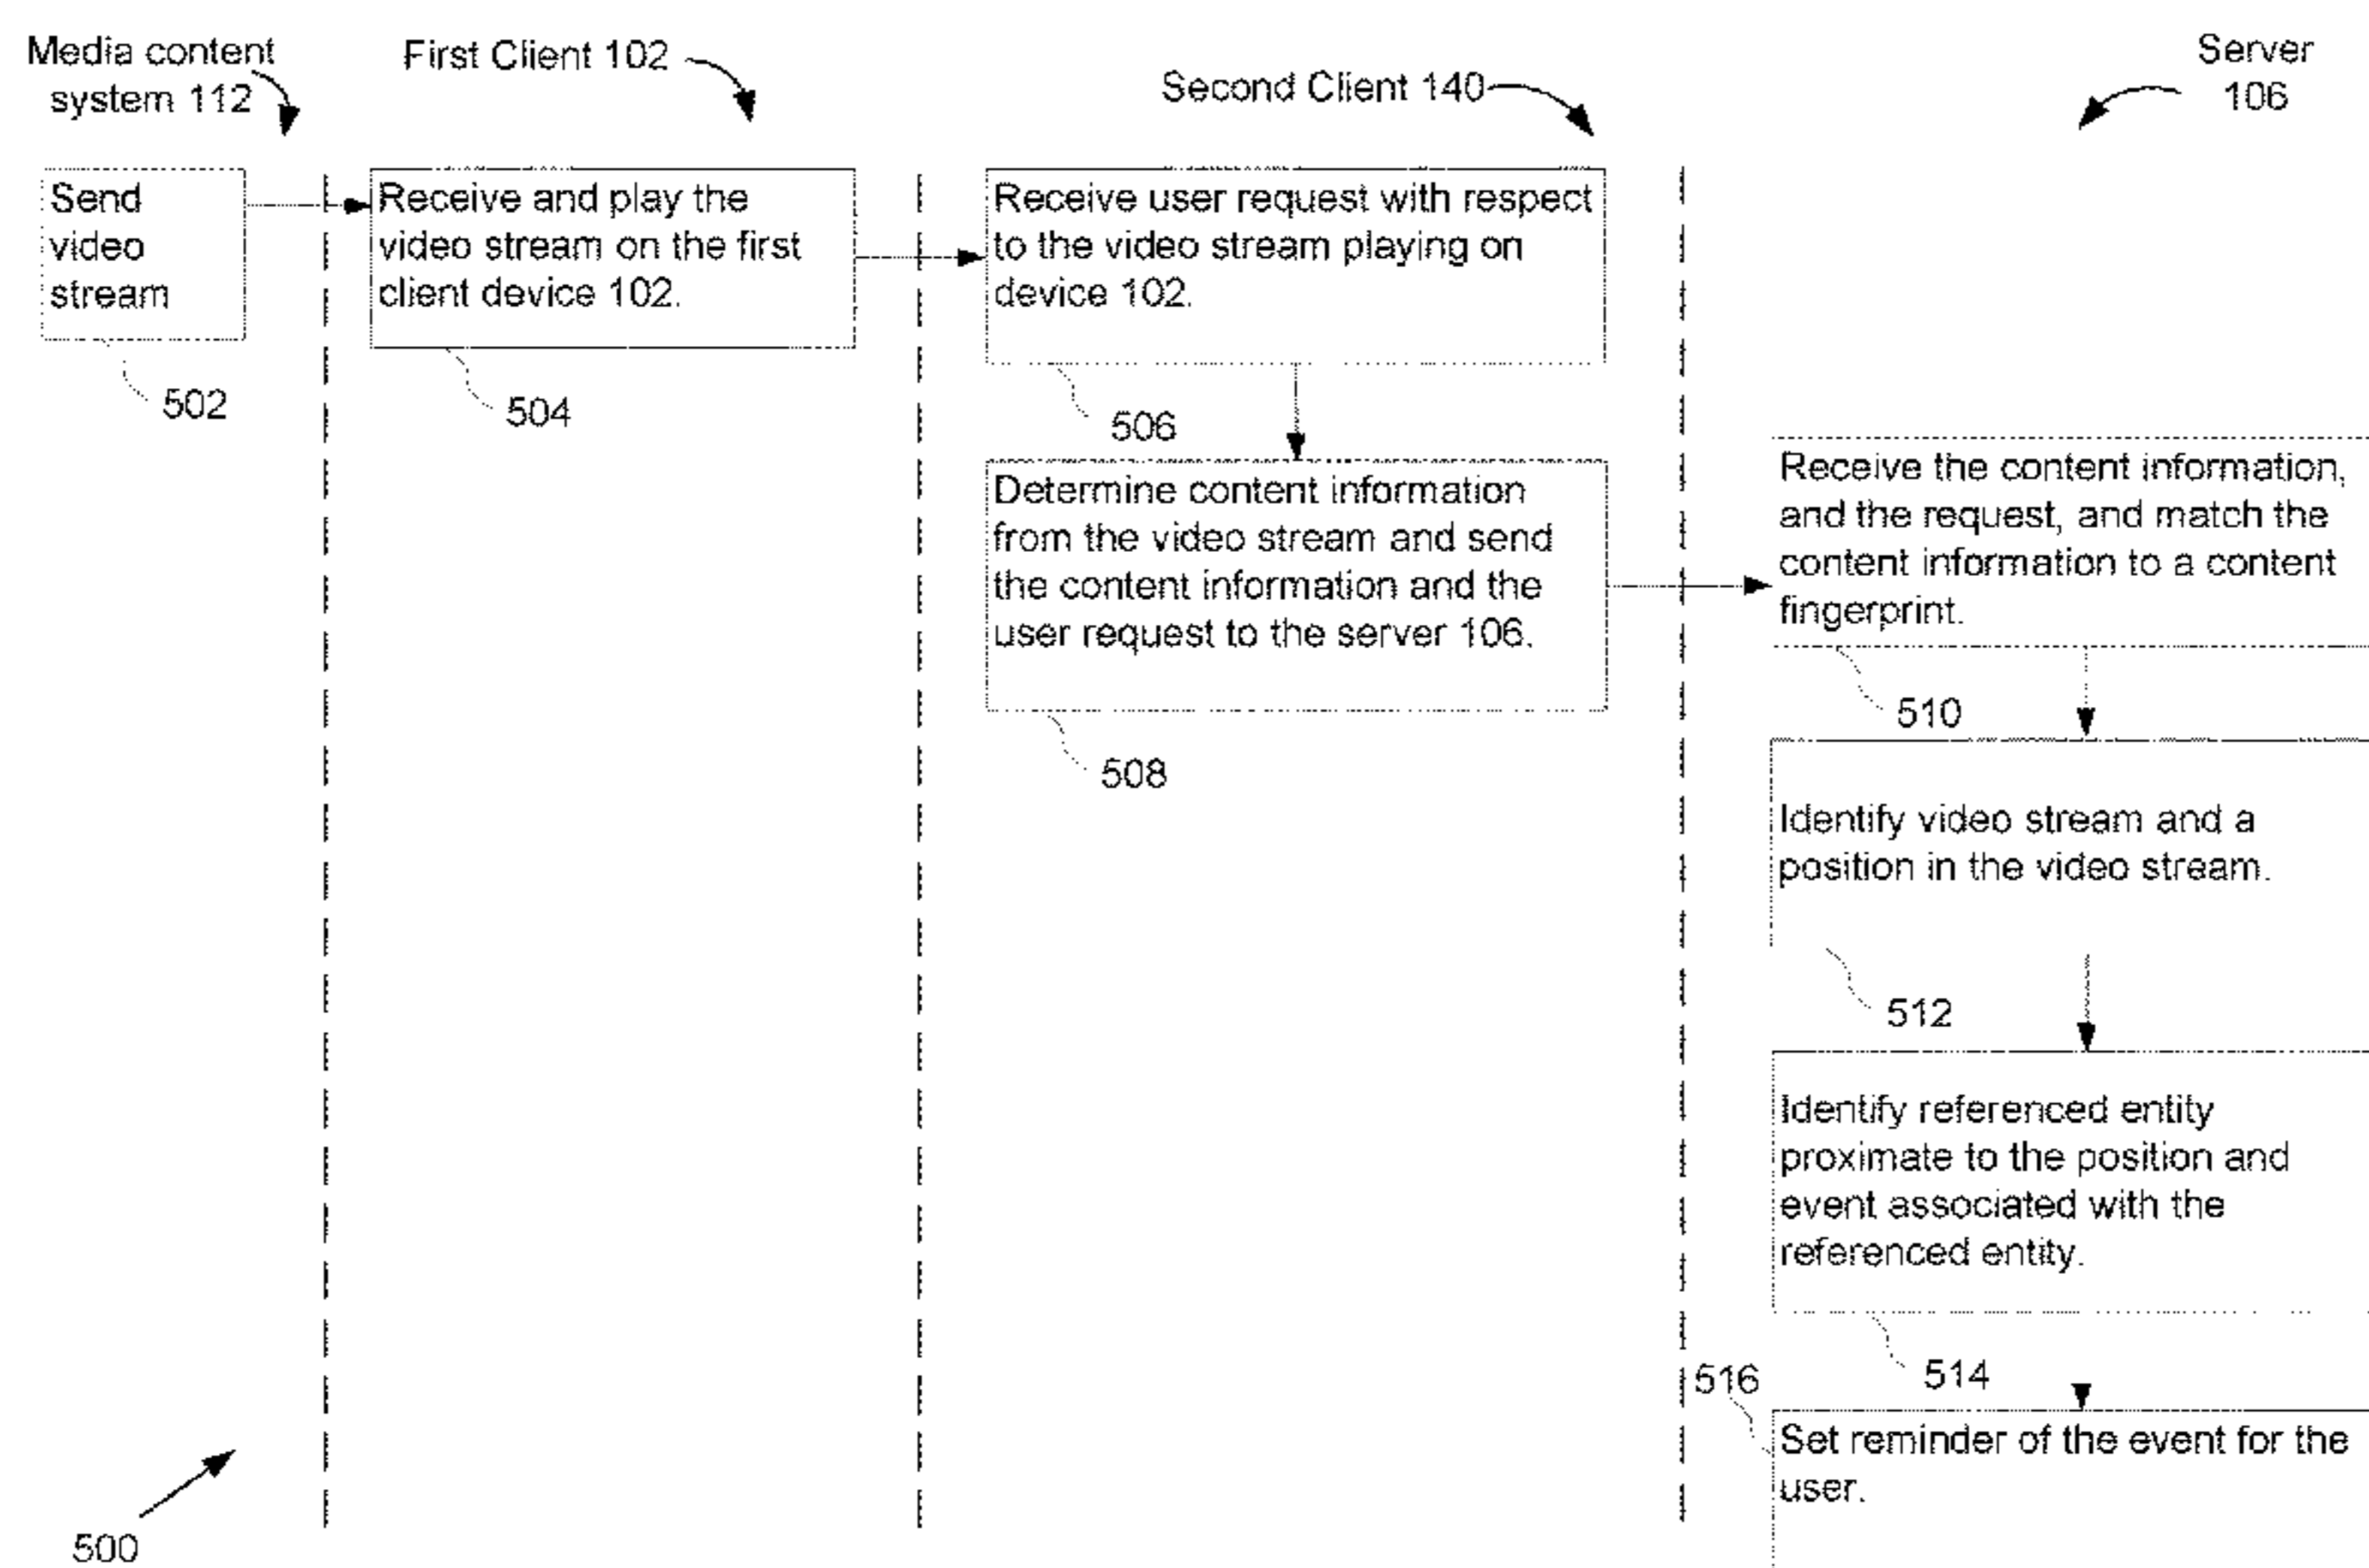 Media content
system 112
First Client 102
Second Client 140
Server
106
Send
video
stream
502
Receive and play the
video stream on the first
client device 102.
504
Receive user request with respect
to the video stream playing on
device 102.
506
Determine content information
from the video stream and send
the content information and the
user request to the server 106.
508
Receive the content information,
and the request, and match the
content information to a content
fingerprint.
510
Identify video stream and a
position in the video stream.
512
Identify referenced entity
proximate to the position and
event associated with the
referenced entity.
514
516
Set reminder of the event for the
user.
500